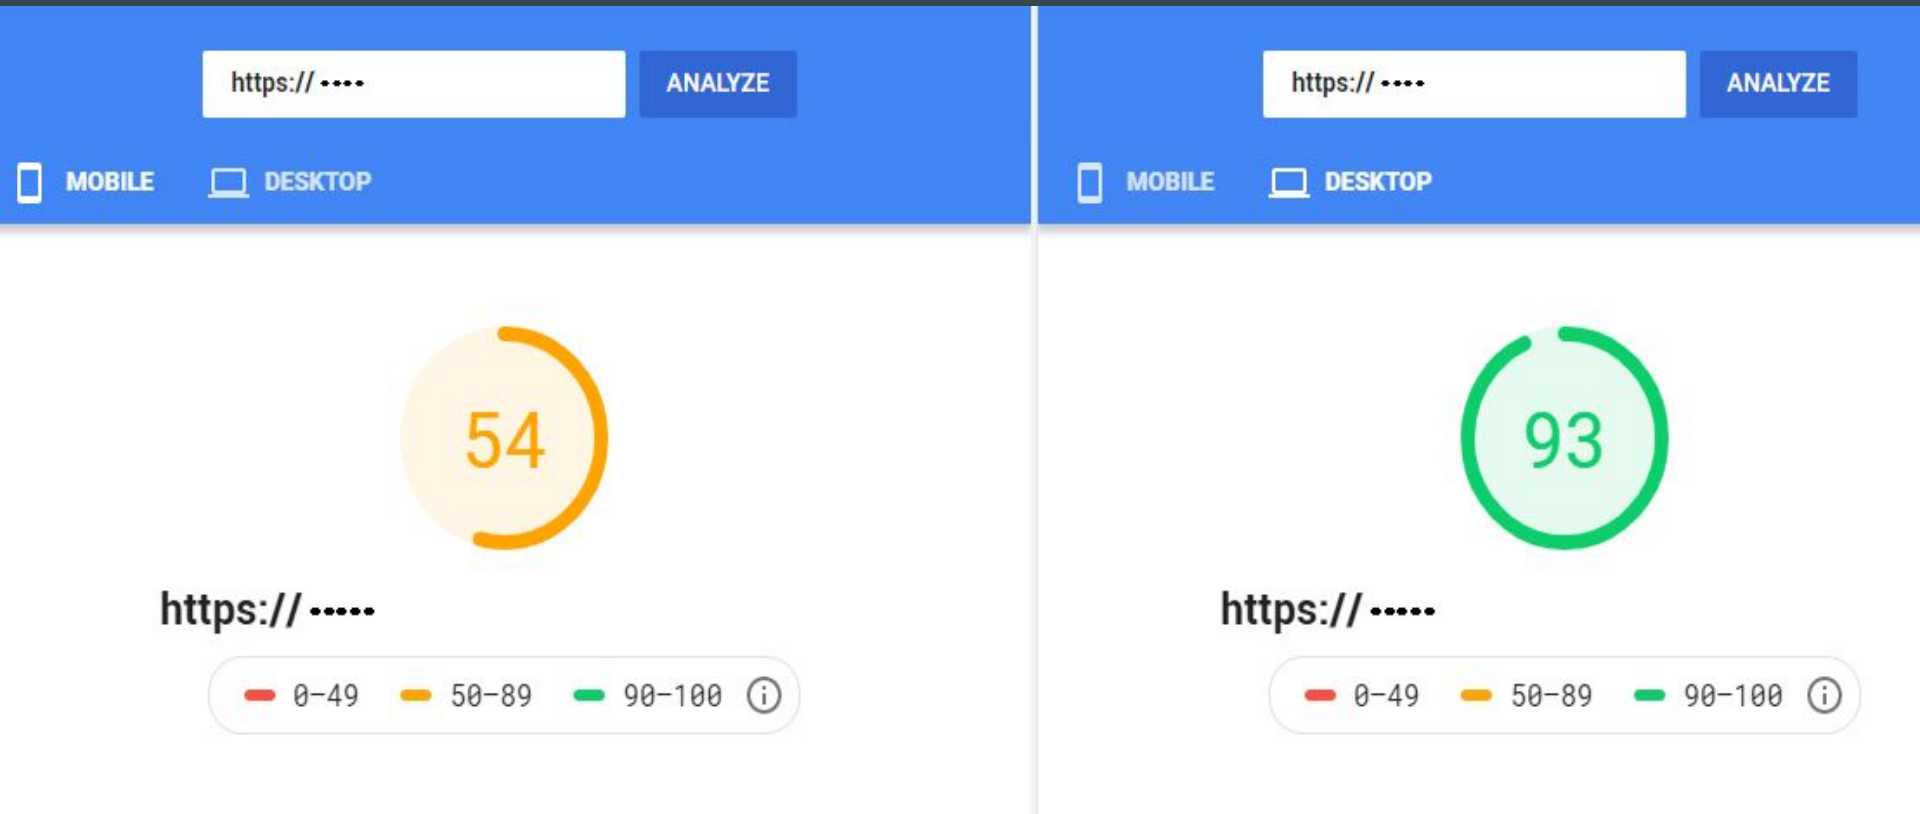 https:// ••••
ANALYZE
MOBILE
DESKTOP
54
https:// •••••
0–49
50–89
90–100
https:// ••••
ANALYZE
MOBILE
DESKTOP
93
https:// •••••
0–49
50–89
90–100